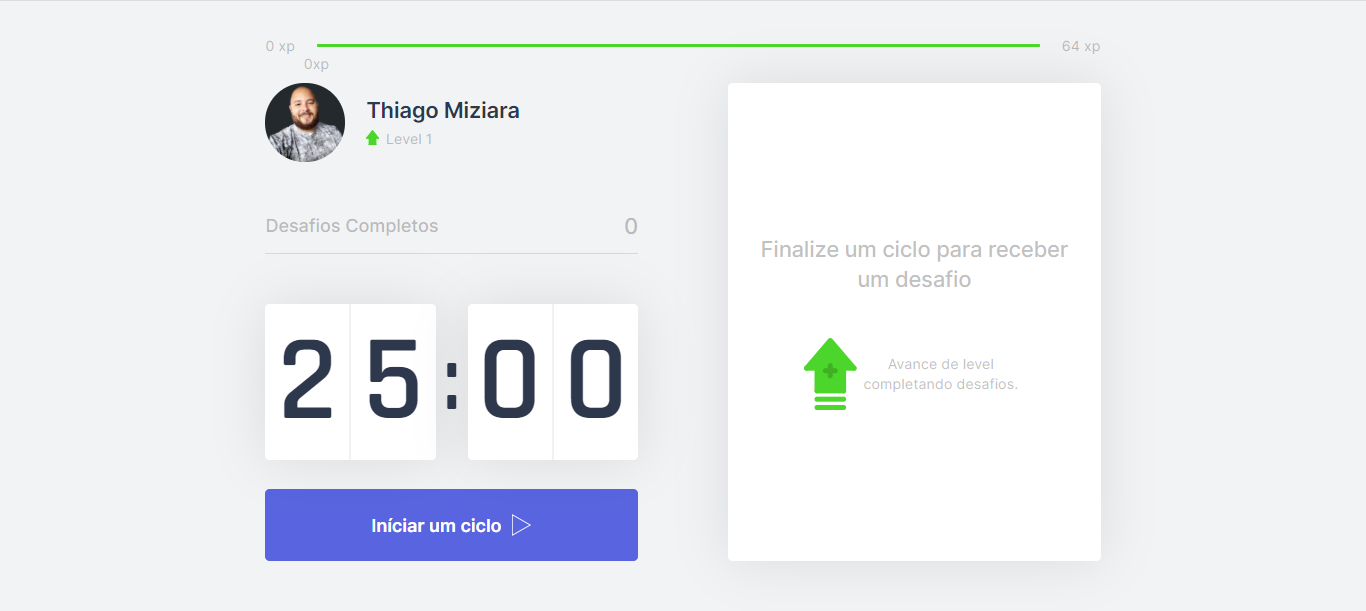 0 xp
64 xp
0xp
Thiago Miziara
Level 1
Desafios Completos
0
25:00
Iníciar um ciclo
Finalize um ciclo para receber
um desafio
Avance de level
completando desafios.